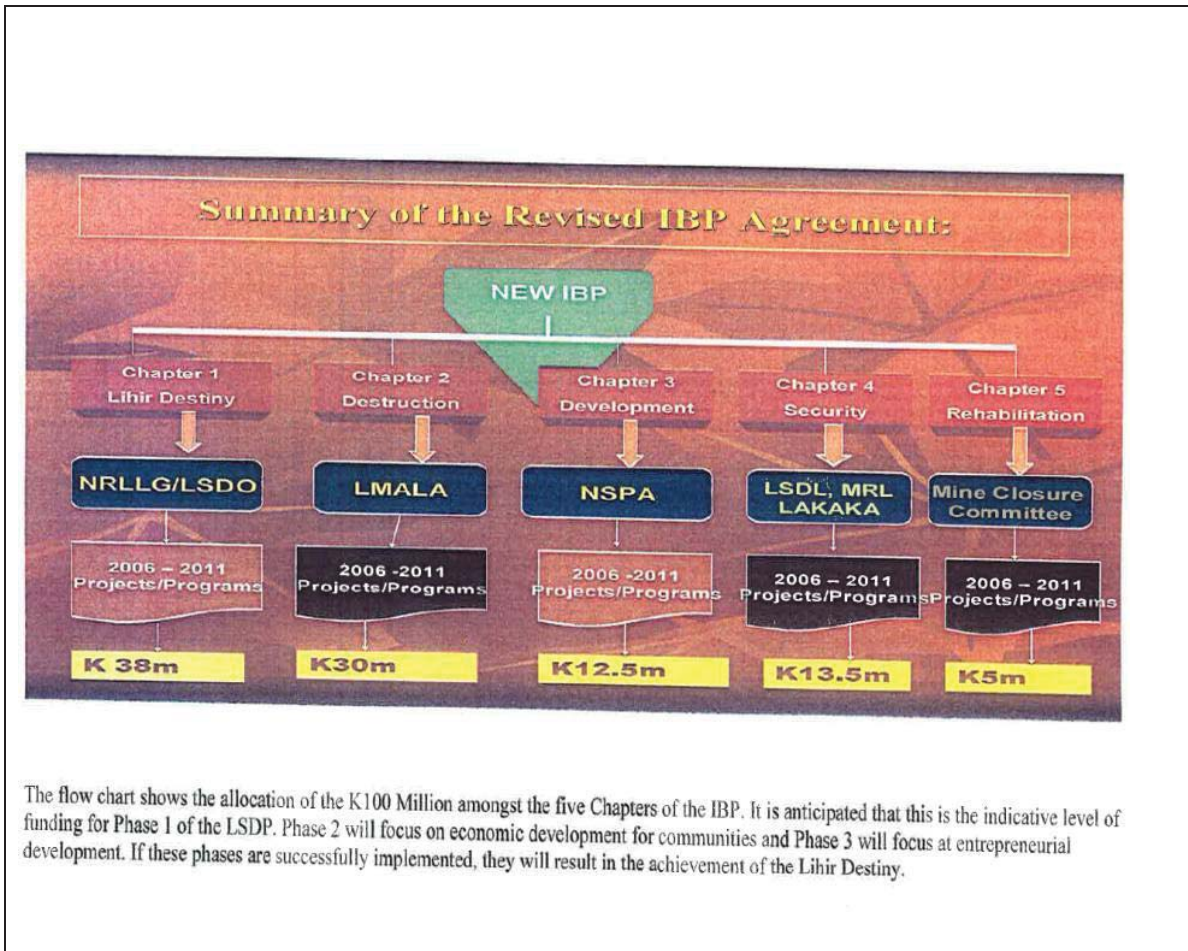 Summary of the Revised IBP Agreement:
NEW IBP
Chapter 1
Lihir Destiny
Chapter 2
Destruction
Chapter 3
Development
Chapter 4
Security
Chapter 5
Rehabilitation
NRLLG/LSDO
LMALA
NSPA
LSDL, MRL
LAKAKA
Mine Closure
Committee
2006 – 2011
Projects/Programs
2006 -2011
Projects/Programs
2006 -2011
Projects/Programs
2006 – 2011
Projects/Programs
2006 – 2011
Projects/Programs
K 38m
K30m
K12.5m
K13.5m
K5m
The flow chart shows the allocation of the K100 Million amongst the five Chapters of the IBP. It is anticipated that this is the indicative level of
funding for Phase 1 of the LSDP. Phase 2 will focus on economic development for communities and Phase 3 will focus at entrepreneurial
development. If these phases are successfully implemented, they will result in the achievement of the Lihir Destiny.